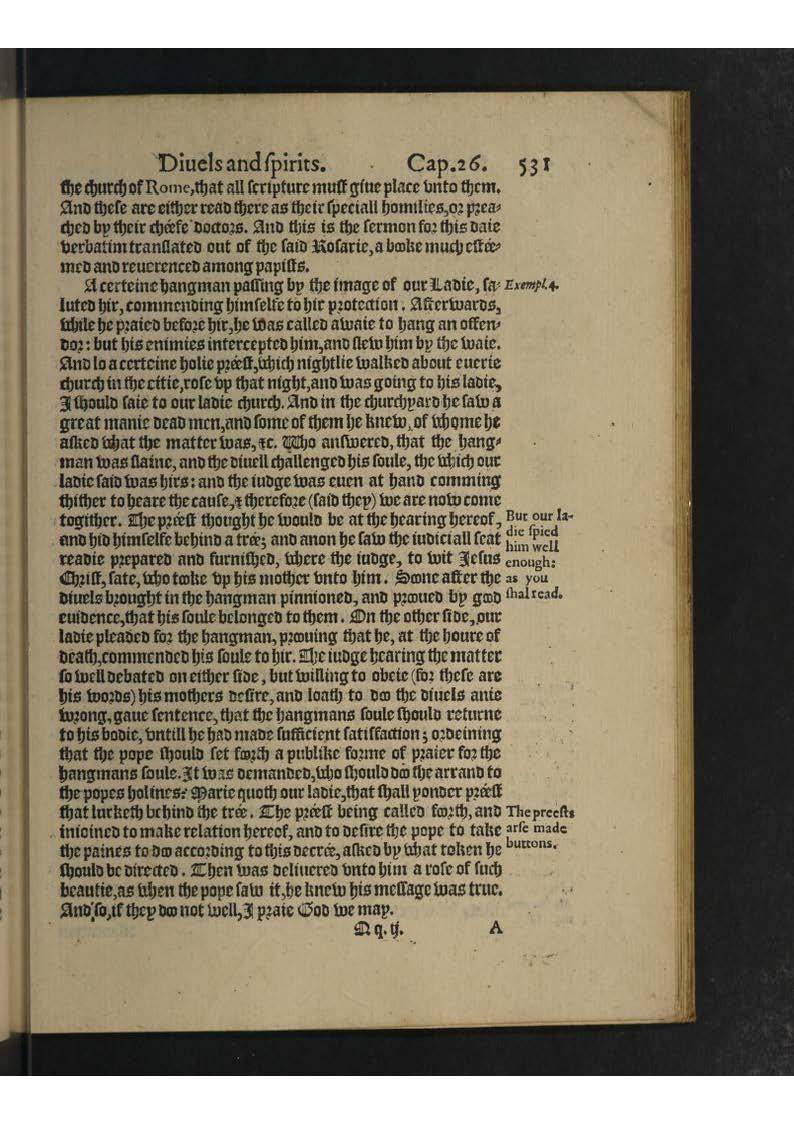 Diuels and spirits. Cap.26. 531
the church of Rome, that all scripture must giue place vnto them.
And these are either read there as their speciall homilies, or prea-
ched by their chéefe doctors. And this is the sermon for this daie
verbatim translated out of the said Rosarie, a booke much estée-
med and reuerenced among papists.
A certeine hangman passing by the image of our Ladie, sa-
luted hir, commending himselfe to hir protection. Afterwards,
while he praied before hir, he was called awaie to hang an offen-
dor: but his enimies intercepted him, and slew him by the waie.
And lo a certeine holie préest, which nightlie walked about euerie
church in the citie, rose vp that night, and was going to his ladie,
I should saie to our ladie church. And in the churchyard he saw a
great manie dead men, and some of them he knew, of whome he
asked what the matter was, &c. Who answered, that the hang-
man was slaine, and the diuell challenged his soule, the which our
ladie said was hirs: and the iudge was euen at hand comming
thither to heare the cause, & therefore (said they) we are now come
togither. The préest thought he would be at the hearing hereof,
and hid himselfe behind a trée; and anon he saw the iudiciall seat
readie prepared and furnished, where the iudge, to wit Iesus
Christ, sate, who tooke vp his mother vnto him. Soone after the
diuels brought in the hangman pinnioned, and prooued by good
euidence, that his soule belonged to them. On the other side, our
ladie pleaded for the hangman, proouing that he, at the houre of
death, commended his soule to hir. The iudge hearing the matter
so well debated on either side, but willing to obeie (for these are
his words) his mothers desire, and loath to doo the diuels anie
wrong, gaue sentence, that the hangmans soule should returne
to his bodie, vntill he had made sufficient satisfaction; ordeining
that the pope should set foorth a publike forme of praier for the
hangmans soule. It was demanded, who should doo the arrand to
the popes holines? Marie quoth our ladie, that shall yonder préest
that lurketh behind the trée. The préest being called foorth, and
inioined to make relation hereof, and to desire the pope to take
the paines to doo according to this decrée, asked by what token he
should be directed. Then was deliuered vnto him a rose of such
beautie, as when the pope saw it, he knew his message was true.
And so, if they doo not well, I praie God we may.
Qq.ij. A
Exempl.4.
But our la-
die spied
him well
enough:
as you
shal read.
The preests
arse made
buttons.